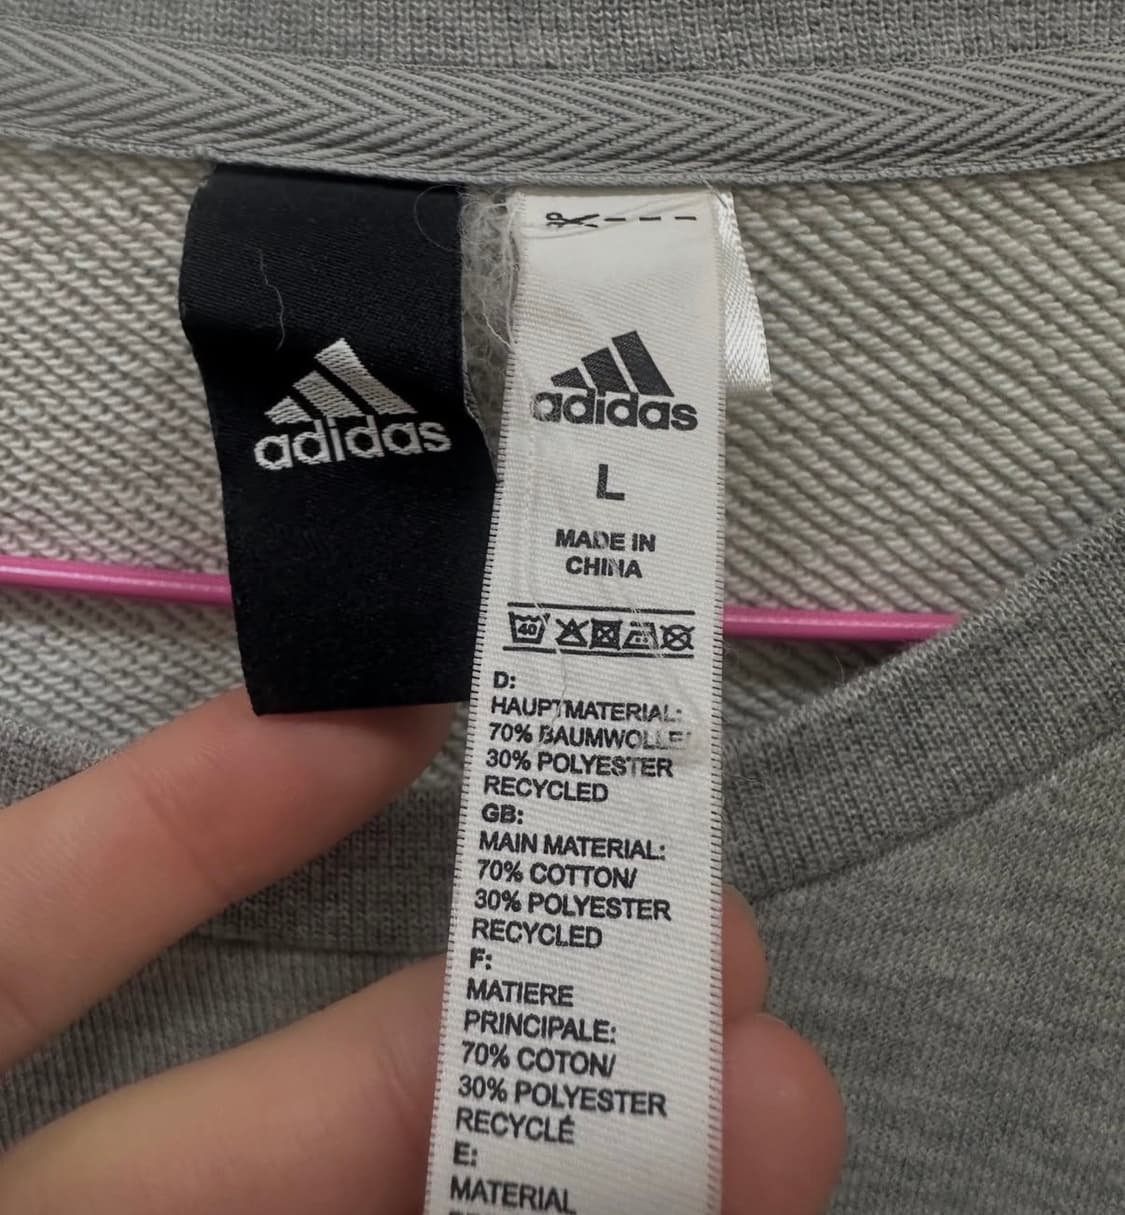 adidas
adidas
L
MADE IN
CHINA
40
D:
HAUPTMATERIAL:
70% BAUMWOLLE/
30% POLYESTER
RECYCLED
GB:
MAIN MATERIAL:
70% COTTON/
30% POLYESTER
RECYCLED
F:
MATIERE
PRINCIPALE:
70% COTON/
30% POLYESTER
RECYCLÉ
E:
MATERIAL